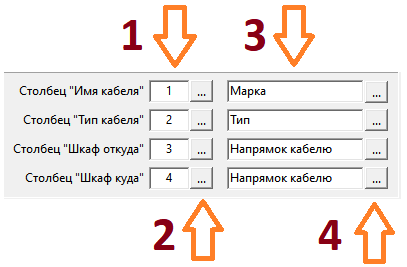 1 3
Столбец "Имя кабеля" 1 ... Марка ...
Столбец "Тип кабеля" 2 ... Тип ...
Столбец "Шкаф откуда" 3 ... Напрямок кабелю ...
Столбец "Шкаф куда" 4 ... Напрямок кабелю ...
2 4